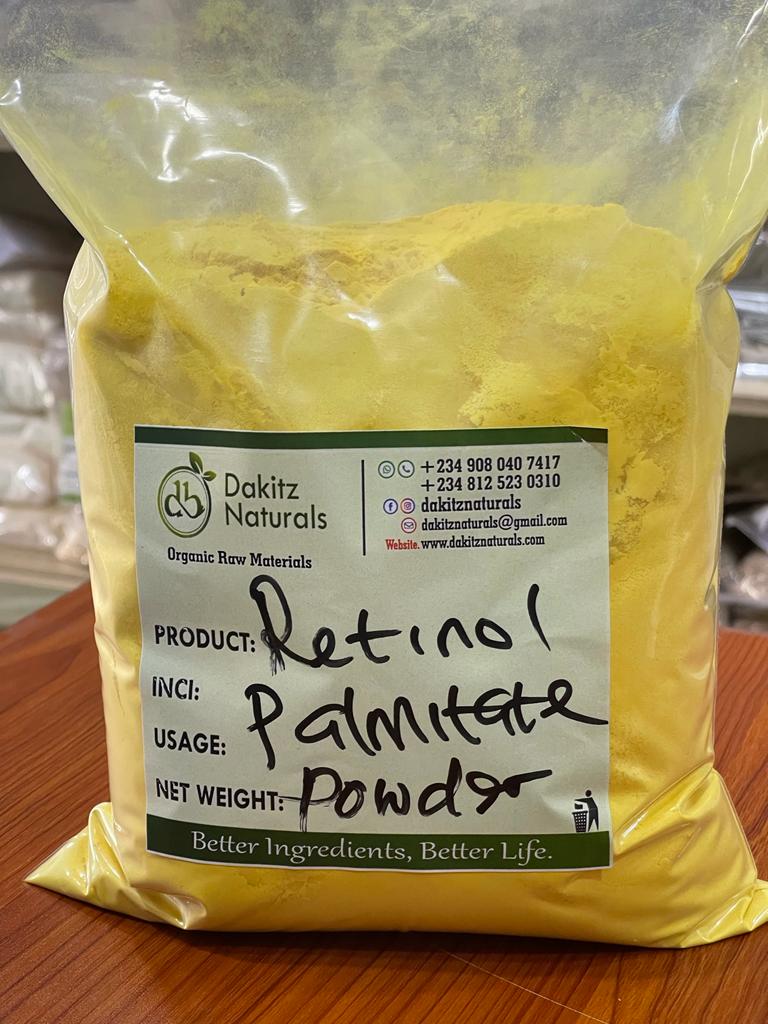 Dakitz
Naturals
Organic Raw Materials
+234 908 040 7417
+234 812 523 0310
dakitznaturals
dakitznaturals@gmail.com
Website. www.dakitznaturals.com
PRODUCT: Retinol
INCI:
Palmitate
USAGE:
NET WEIGHT: Powder
Better Ingredients, Better Life.